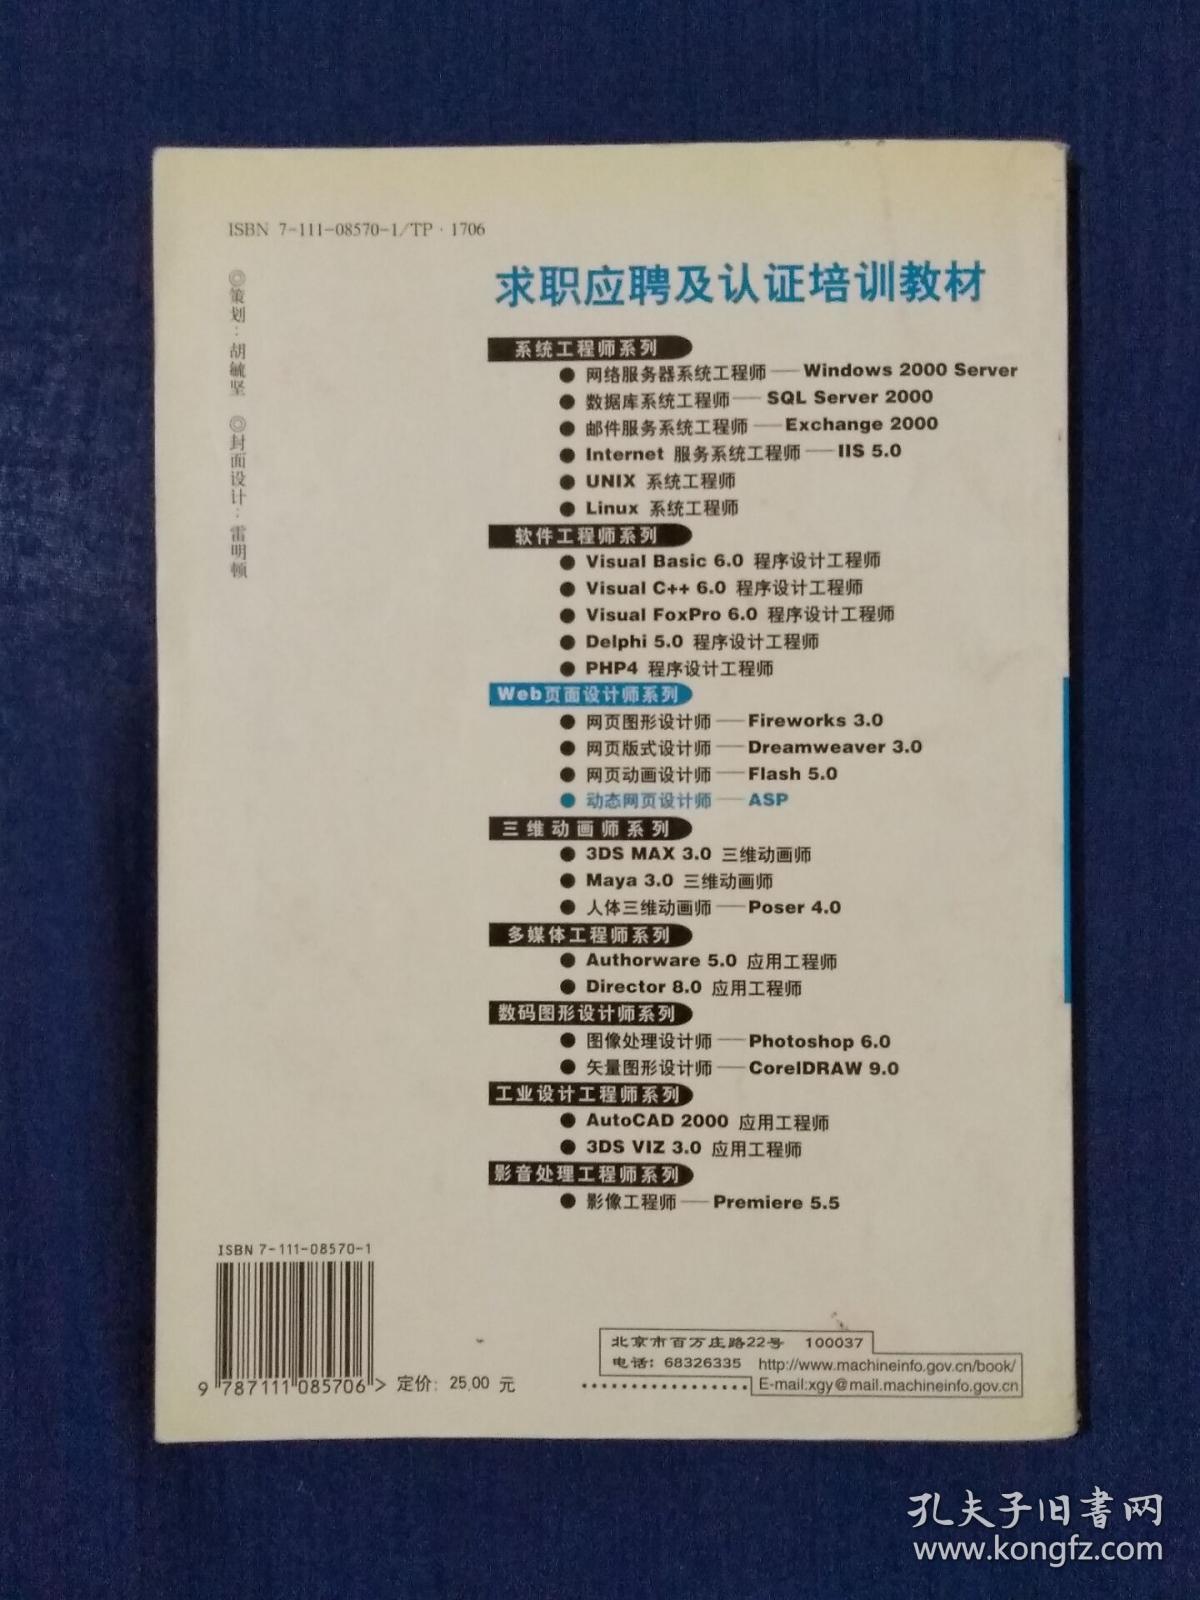 ISBN 7-111-08570-1/TP·1706
◎策划：胡毓坚 ◎封面设计：雷明顿
求职应聘及认证培训教材
系统工程师系列
● 网络服务器系统工程师——Windows 2000 Server
● 数据库系统工程师——SQL Server 2000
● 邮件服务系统工程师——Exchange 2000
● Internet 服务系统工程师——IIS 5.0
● UNIX 系统工程师
● Linux 系统工程师
软件工程师系列
● Visual Basic 6.0 程序设计工程师
● Visual C++ 6.0 程序设计工程师
● Visual FoxPro 6.0 程序设计工程师
● Delphi 5.0 程序设计工程师
● PHP4 程序设计工程师
Web页面设计师系列
● 网页图形设计师——Fireworks 3.0
● 网页版式设计师——Dreamweaver 3.0
● 网页动画设计师——Flash 5.0
● 动态网页设计师——ASP
三维动画师系列
● 3DS MAX 3.0 三维动画师
● Maya 3.0 三维动画师
● 人体三维动画师——Poser 4.0
多媒体工程师系列
● Authorware 5.0 应用工程师
● Director 8.0 应用工程师
数码图形设计师系列
● 图像处理设计师——Photoshop 6.0
● 矢量图形设计师——CorelDRAW 9.0
工业设计工程师系列
● AutoCAD 2000 应用工程师
● 3DS VIZ 3.0 应用工程师
影音处理工程师系列
● 影像工程师——Premiere 5.5
ISBN 7-111-08570-1
9 787111 085706 >
定价：25.00 元
北京市百万庄路22号 100037
电话：68326335 http://www.machineinfo.gov.cn/book/
E-mail:xgy@mail.machineinfo.gov.cn
孔夫子旧书网
www.kongfz.com